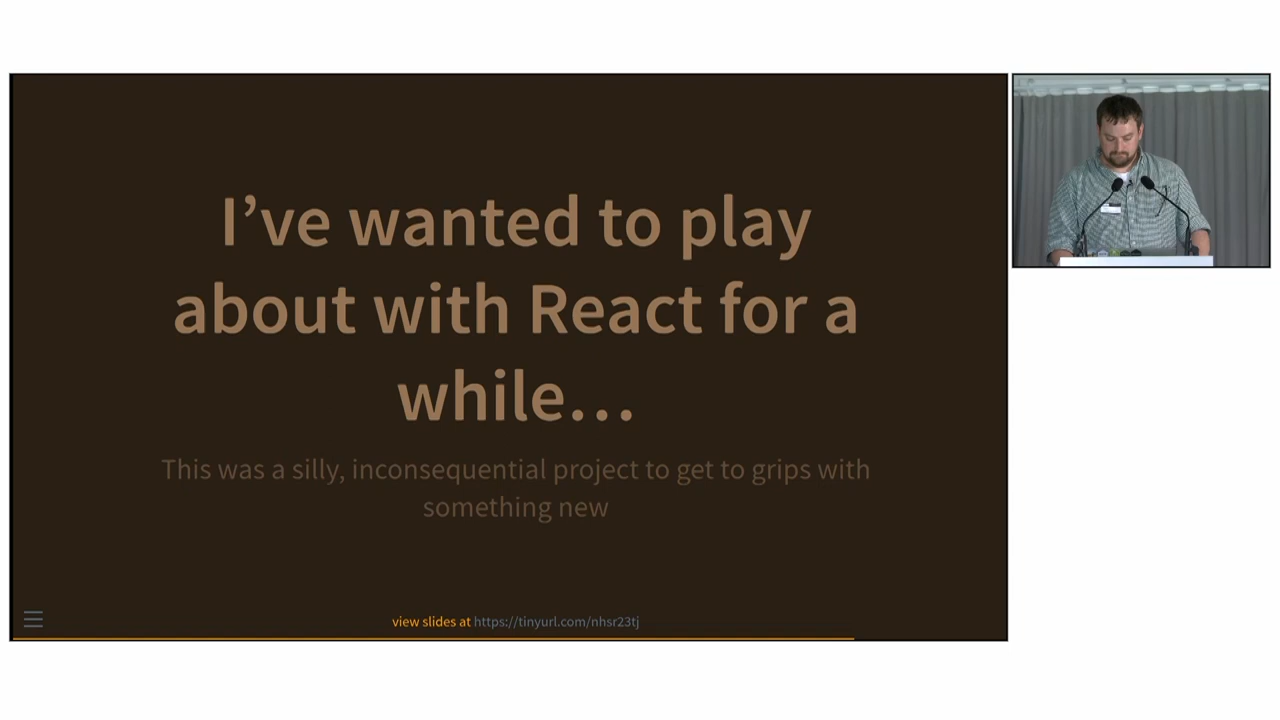 I’ve wanted to play
about with React for a
while…
This was a silly, inconsequential project to get to grips with
something new
view slides at https://tinyurl.com/nhsr23tj